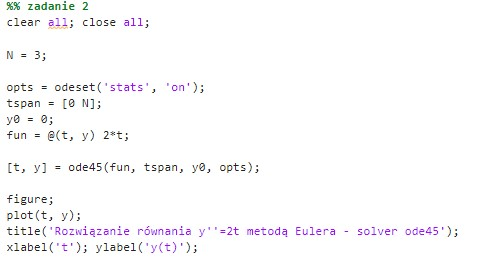 %% zadanie 2
clear all; close all;
N = 3;
opts = odeset('stats', 'on');
tspan = [0 N];
y0 = 0;
fun = @(t, y) 2*t;
[t, y] = ode45(fun, tspan, y0, opts);
figure;
plot(t, y);
title('Rozwiązanie równania y''=2t metodą Eulera - solver ode45');
xlabel('t'); ylabel('y(t)');